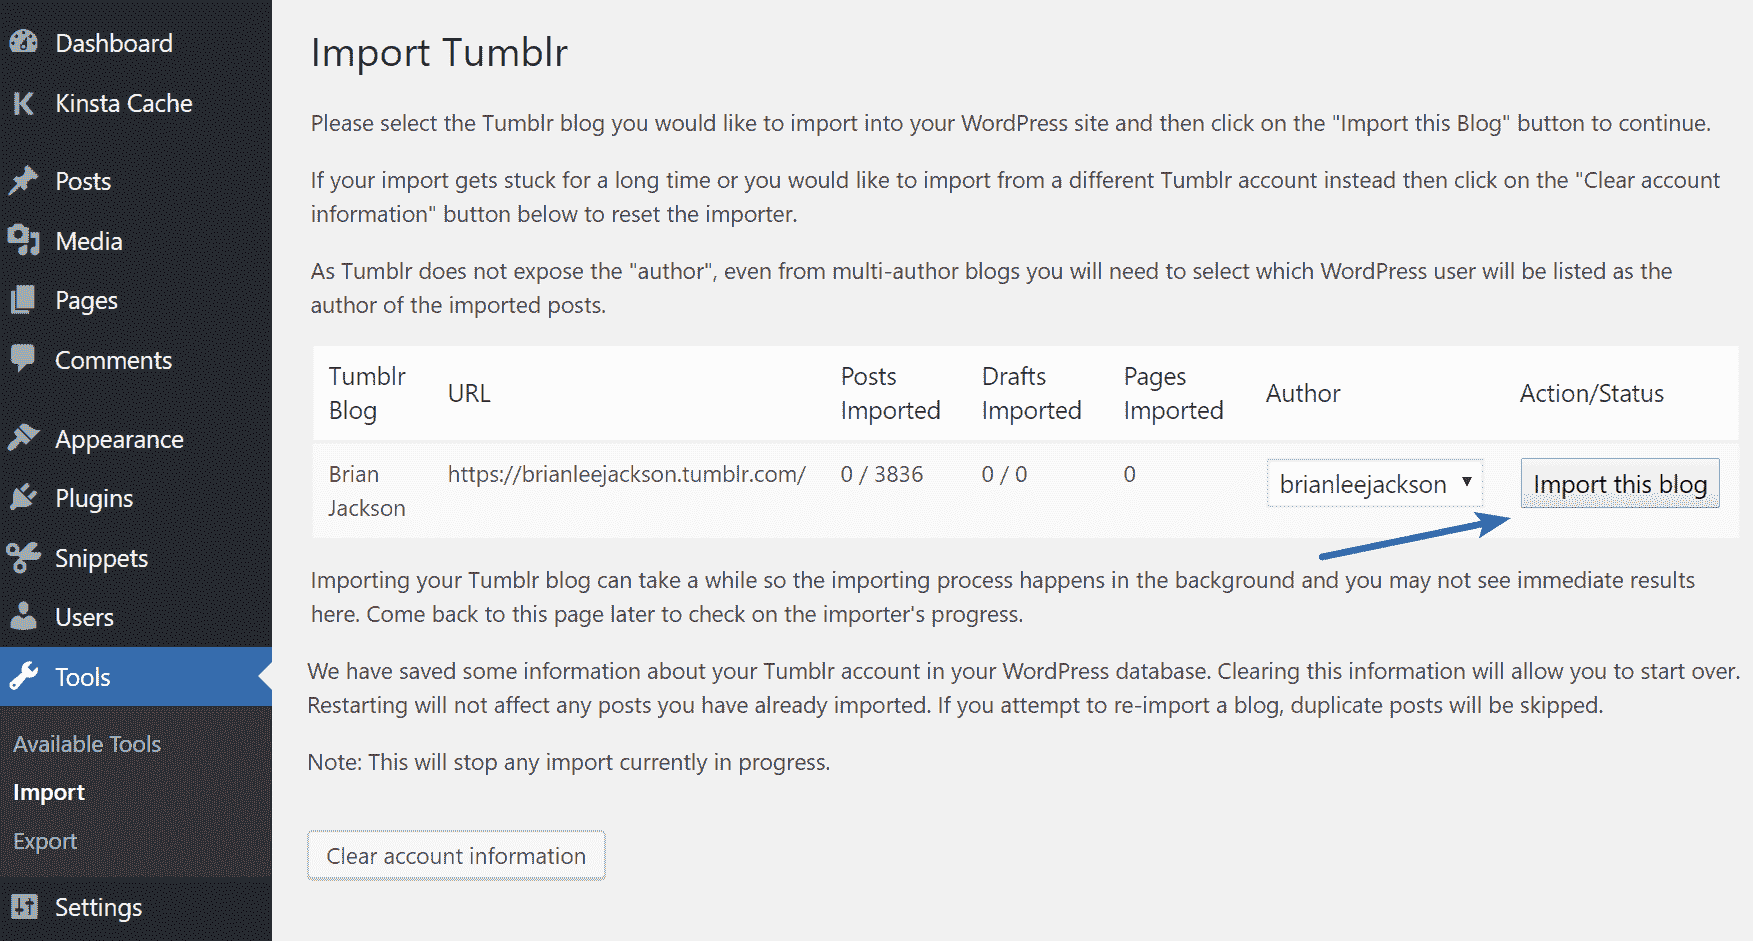 Dashboard
Kinsta Cache
Posts
Media
Pages
Comments
Appearance
Plugins
Snippets
Users
Tools
Available Tools
Import
Export
Settings
Import Tumblr
Please select the Tumblr blog you would like to import into your WordPress site and then click on the "Import this Blog" button to continue.
If your import gets stuck for a long time or you would like to import from a different Tumblr account instead then click on the "Clear account
information" button below to reset the importer.
As Tumblr does not expose the "author", even from multi-author blogs you will need to select which WordPress user will be listed as the
author of the imported posts.
Tumblr Blog URL Posts Imported Drafts Imported Pages Imported Author Action/Status
Brian Jackson https://brianleejackson.tumblr.com/ 0 / 3836 0 / 0 0 brianleejackson Import this blog
Importing your Tumblr blog can take a while so the importing process happens in the background and you may not see immediate results
here. Come back to this page later to check on the importer's progress.
We have saved some information about your Tumblr account in your WordPress database. Clearing this information will allow you to start over.
Restarting will not affect any posts you have already imported. If you attempt to re-import a blog, duplicate posts will be skipped.
Note: This will stop any import currently in progress.
Clear account information